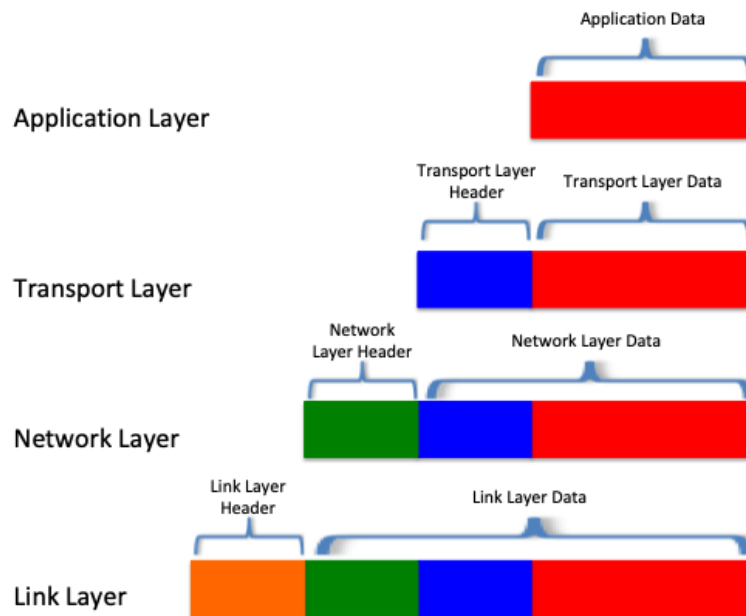 Application Data
Application Layer
Transport Layer
Header
Transport Layer Data
Transport Layer
Network
Layer Header
Network Layer Data
Network Layer
Link Layer
Header
Link Layer Data
Link Layer